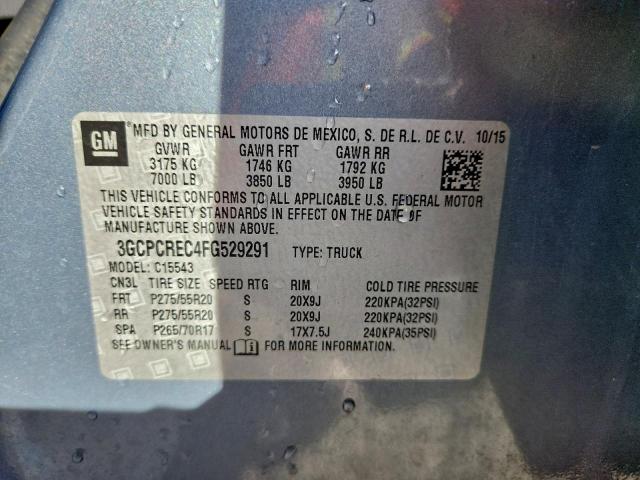 GM
MFD BY GENERAL MOTORS DE MEXICO, S. DE R.L. DE C.V. 10/15
GVWR GAWR FRT GAWR RR
3175 KG 1746 KG 1792 KG
7000 LB 3850 LB 3950 LB
THIS VEHICLE CONFORMS TO ALL APPLICABLE U.S. FEDERAL MOTOR
VEHICLE SAFETY STANDARDS IN EFFECT ON THE DATE OF
MANUFACTURE SHOWN ABOVE.
3GCPCREC4FG529291 TYPE: TRUCK
MODEL: C15543
CN3L TIRE SIZE SPEED RTG RIM COLD TIRE PRESSURE
FRT P275/55R20 S 20X9J 220KPA(32PSI)
RR P275/55R20 S 20X9J 220KPA(32PSI)
SPA P265/70R17 S 17X7.5J 240KPA(35PSI)
SEE OWNER'S MANUAL FOR MORE INFORMATION.